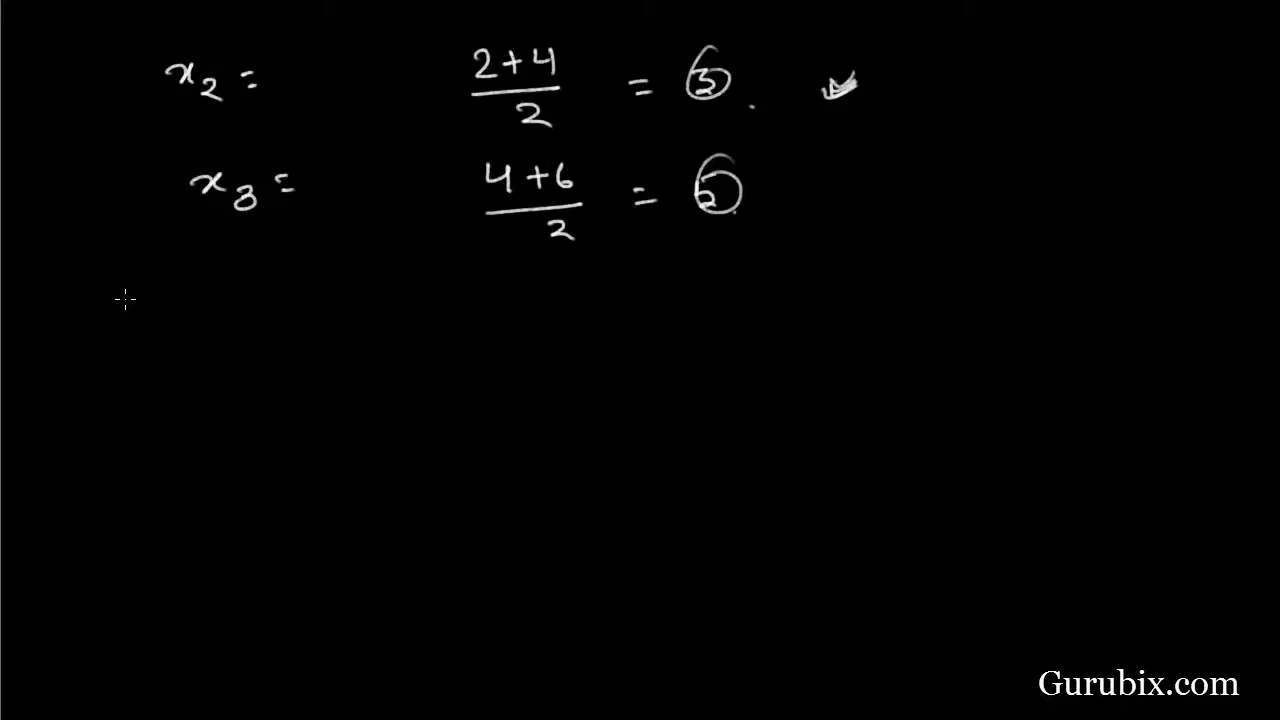 x₂ = (2+4)/2 = 3.
x₃ = (4+6)/2 = 5
Gurubix.com